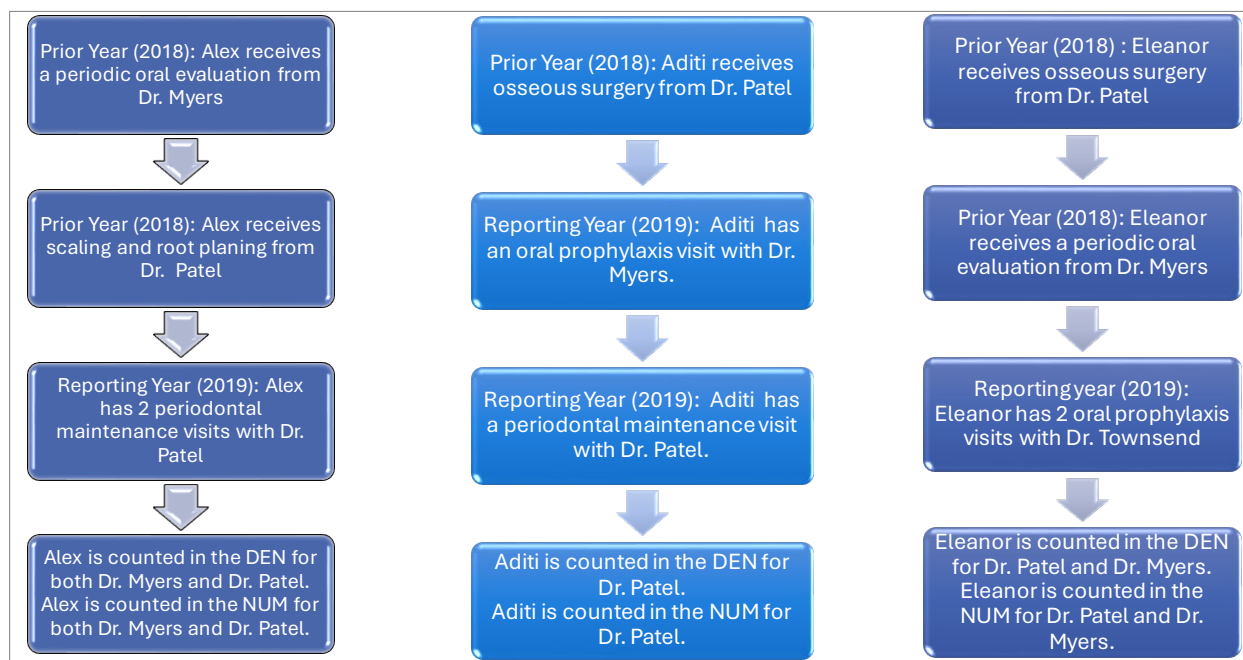 Prior Year (2018): Alex receives
a periodic oral evaluation from
Dr. Myers
Prior Year (2018): Alex receives
scaling and root planing from
Dr. Patel
Reporting Year (2019): Alex
has 2 periodontal
maintenance visits with Dr.
Patel
Alex is counted in the DEN for
both Dr. Myers and Dr. Patel.
Alex is counted in the NUM for
both Dr. Myers and Dr. Patel.
Prior Year (2018): Aditi receives
osseous surgery from Dr. Patel
Reporting Year (2019): Aditi has
an oral prophylaxis visit with Dr.
Myers.
Reporting Year (2019): Aditi has
a periodontal maintenance visit
with Dr. Patel.
Aditi is counted in the DEN for
Dr. Patel.
Aditi is counted in the NUM for
Dr. Patel.
Prior Year (2018) : Eleanor
receives osseous surgery
from Dr. Patel
Prior Year (2018): Eleanor
receives a periodic oral
evaluation from Dr. Myers
Reporting year (2019):
Eleanor has 2 oral prophylaxis
visits with Dr. Townsend
Eleanor is counted in the DEN
for Dr. Patel and Dr. Myers.
Eleanor is counted in the
NUM for Dr. Patel and Dr.
Myers.